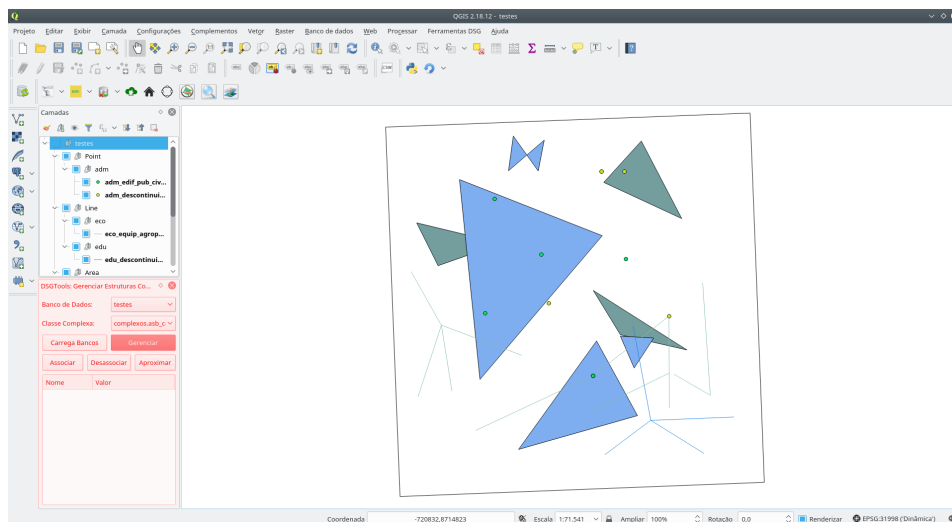 QGIS 2.18.12 - testes
Projeto Editar Exibir Camada Configurações Complementos Vetor Raster Banco de dados Web Processar Ferramentas DSG Ajuda
Camadas
testes
Point
adm
adm_edif_pub_civ...
adm_descontinui...
Line
eco
eco_equip_agrop...
edu
edu_descontinui...
Area
DSGTools: Gerenciar Estruturas Co...
Banco de Dados: testes
Classe Complexa: complexos.asb_c
Carrega Bancos Gerenciar
Associar Desassociar Aproximar
Nome Valor
Coordenada -720832,8714823 Escala 1:71.541 Ampliar 100% Rotação 0,0 Renderizar EPSG:31998 ('Dinâmica')